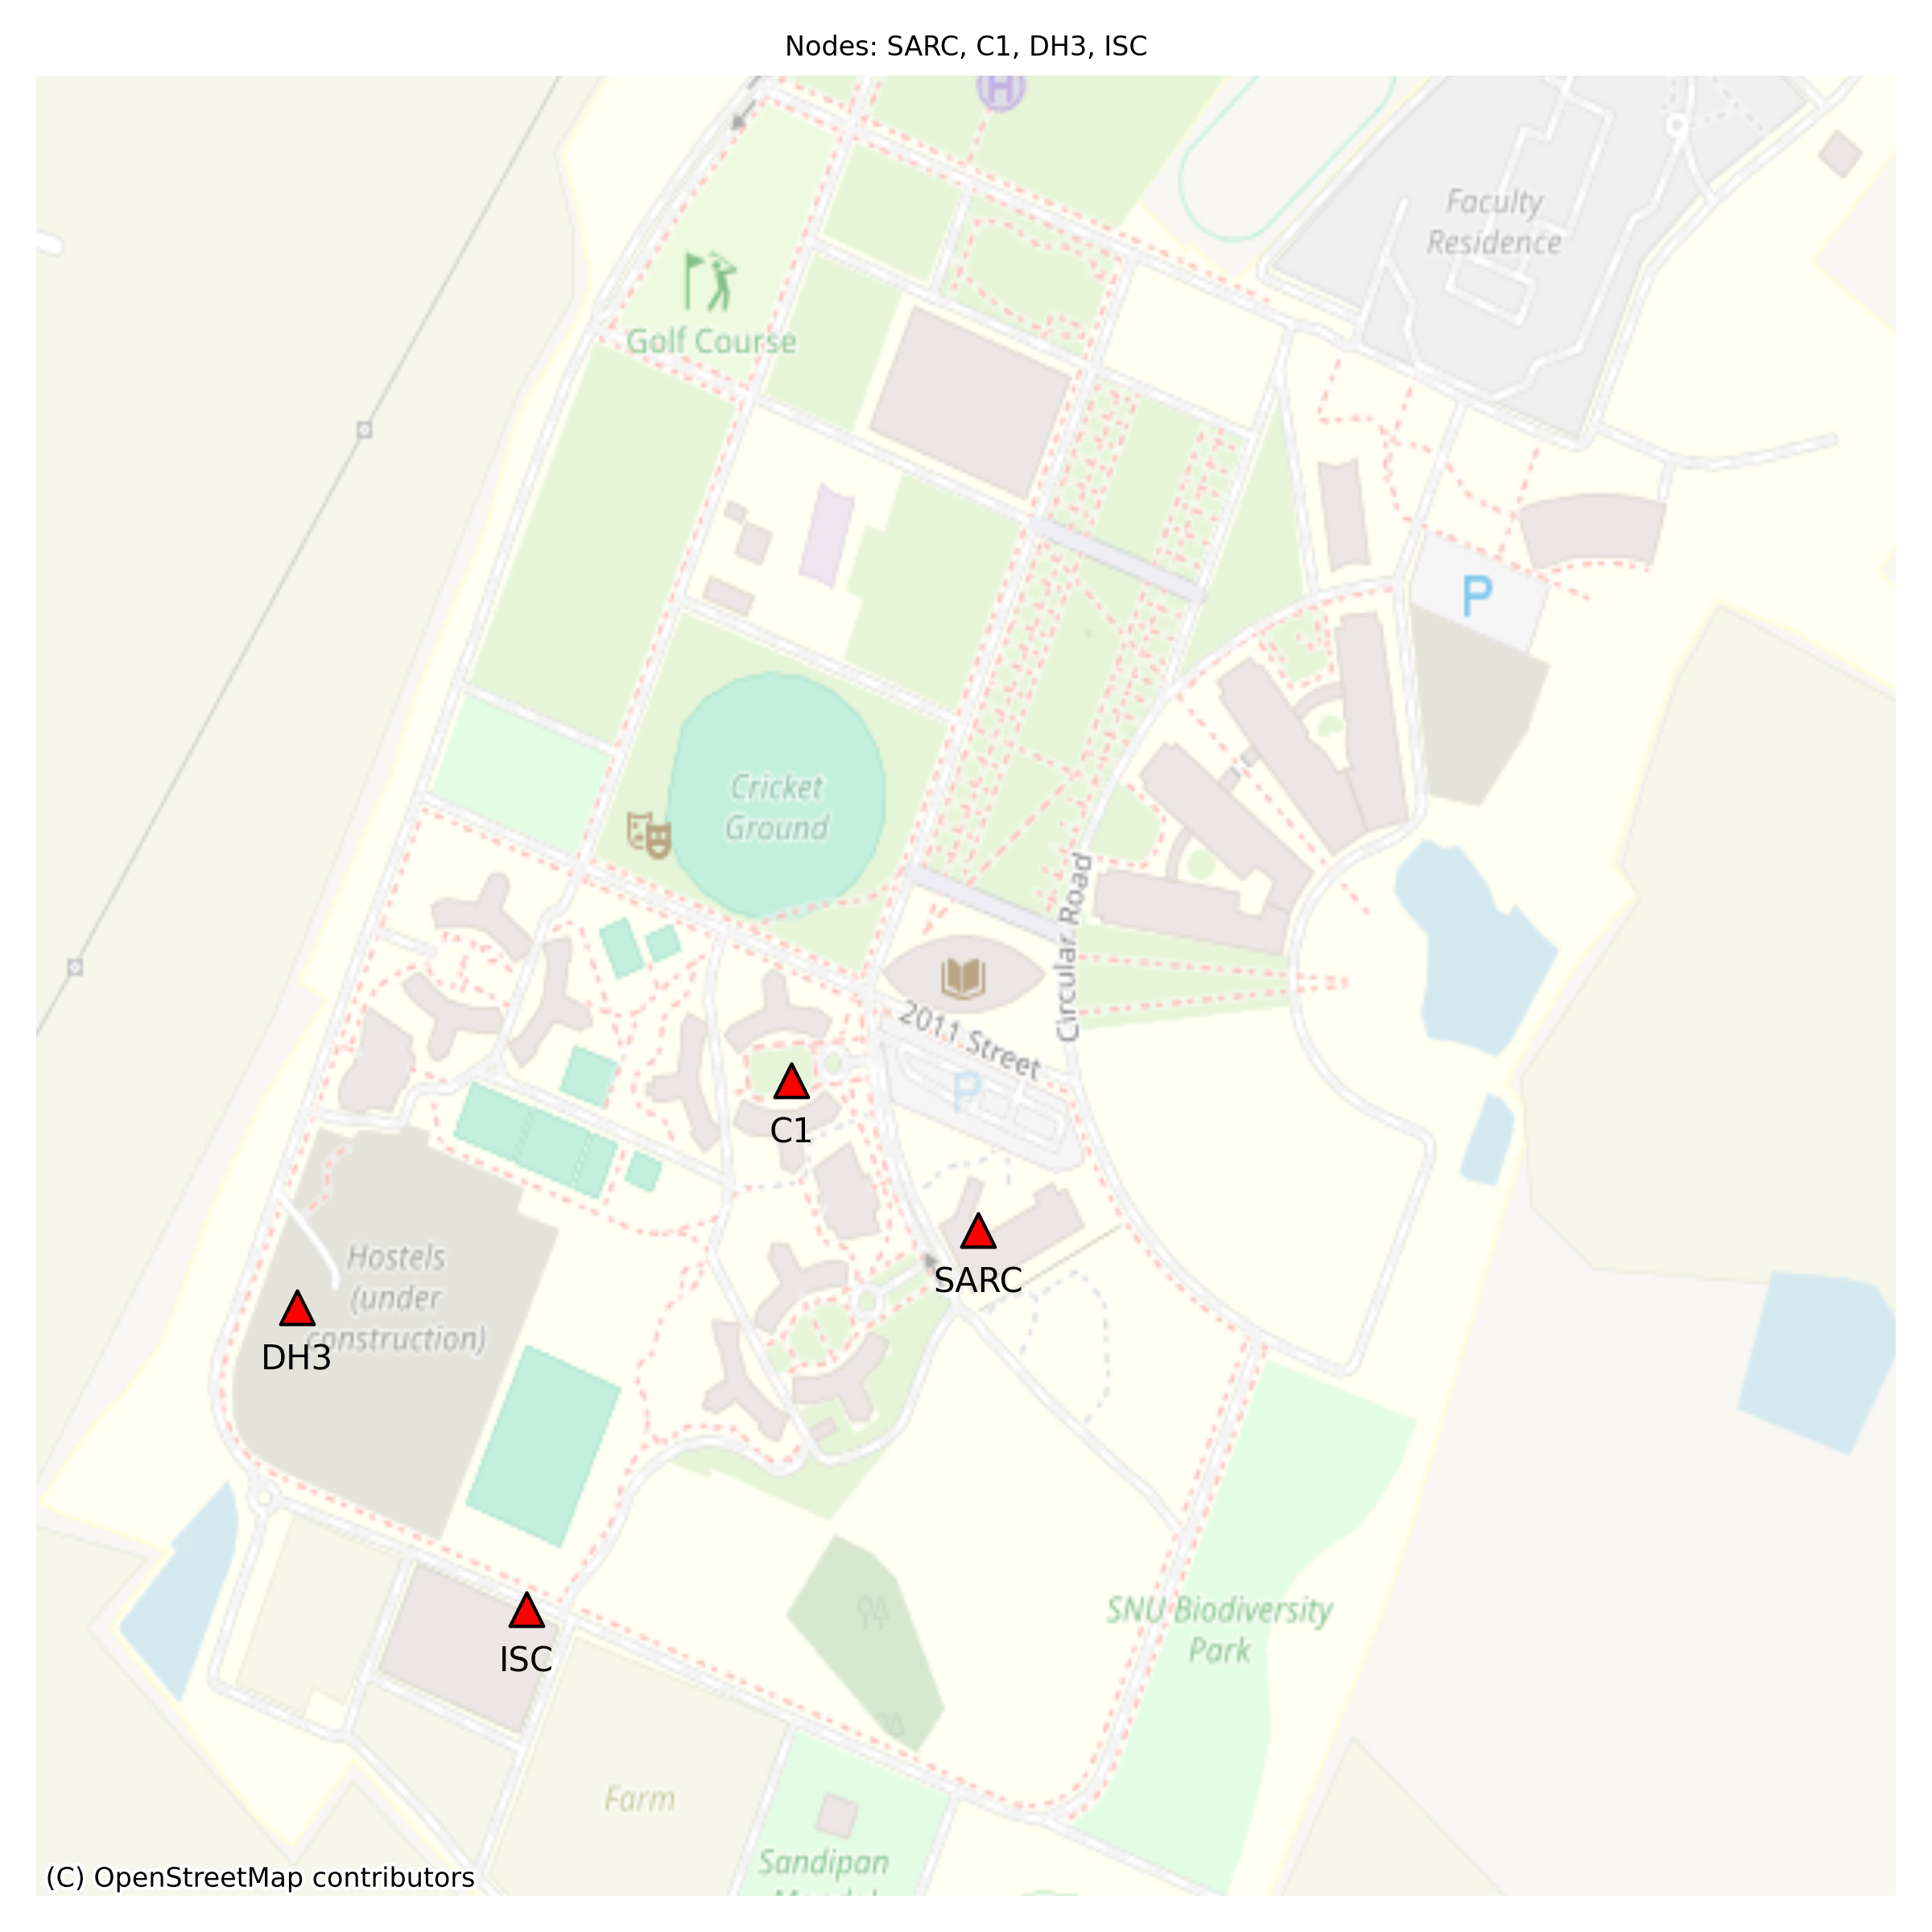 Nodes: SARC, C1, DH3, ISC
H
Faculty
Residence
Golf Course
P
Cricket
Ground
Circular Road
2011 Street
P
C1
SARC
Hostels
(under
construction)
DH3
ISC
SNU Biodiversity
Park
Farm
Sandipan
(C) OpenStreetMap contributors